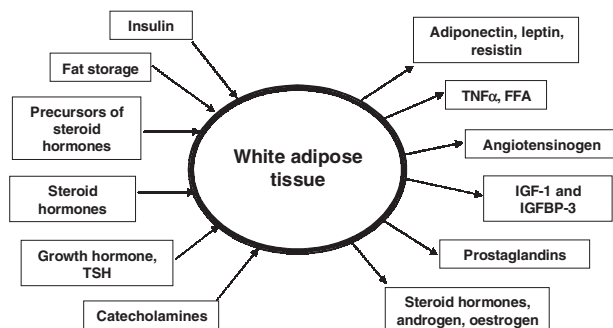 Insulin
Fat storage
Precursors of
steroid
hormones
Steroid
hormones
Growth hormone,
TSH
Catecholamines
White adipose
tissue
Adiponectin, leptin,
resistin
TNFα, FFA
Angiotensinogen
IGF-1 and
IGFBP-3
Prostaglandins
Steroid hormones,
androgen, oestrogen